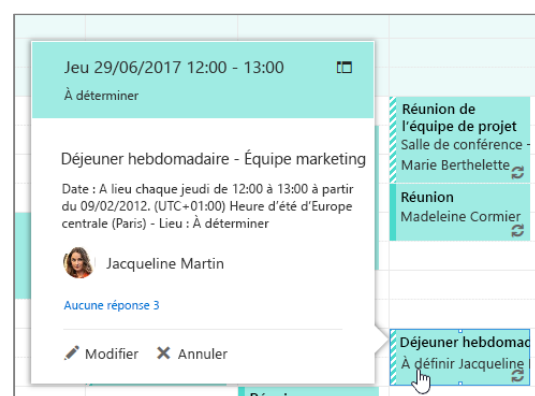 Jeu 29/06/2017 12:00 - 13:00
À déterminer
Déjeuner hebdomadaire - Équipe marketing
Date : A lieu chaque jeudi de 12:00 à 13:00 à partir
du 09/02/2012. (UTC+01:00) Heure d'été d'Europe
centrale (Paris) - Lieu : À déterminer
Jacqueline Martin
Aucune réponse 3
Modifier Annuler
Réunion de
l'équipe de projet
Salle de conférence -
Marie Berthelette
Réunion
Madeleine Cormier
Déjeuner hebdomad
À définir Jacqueline